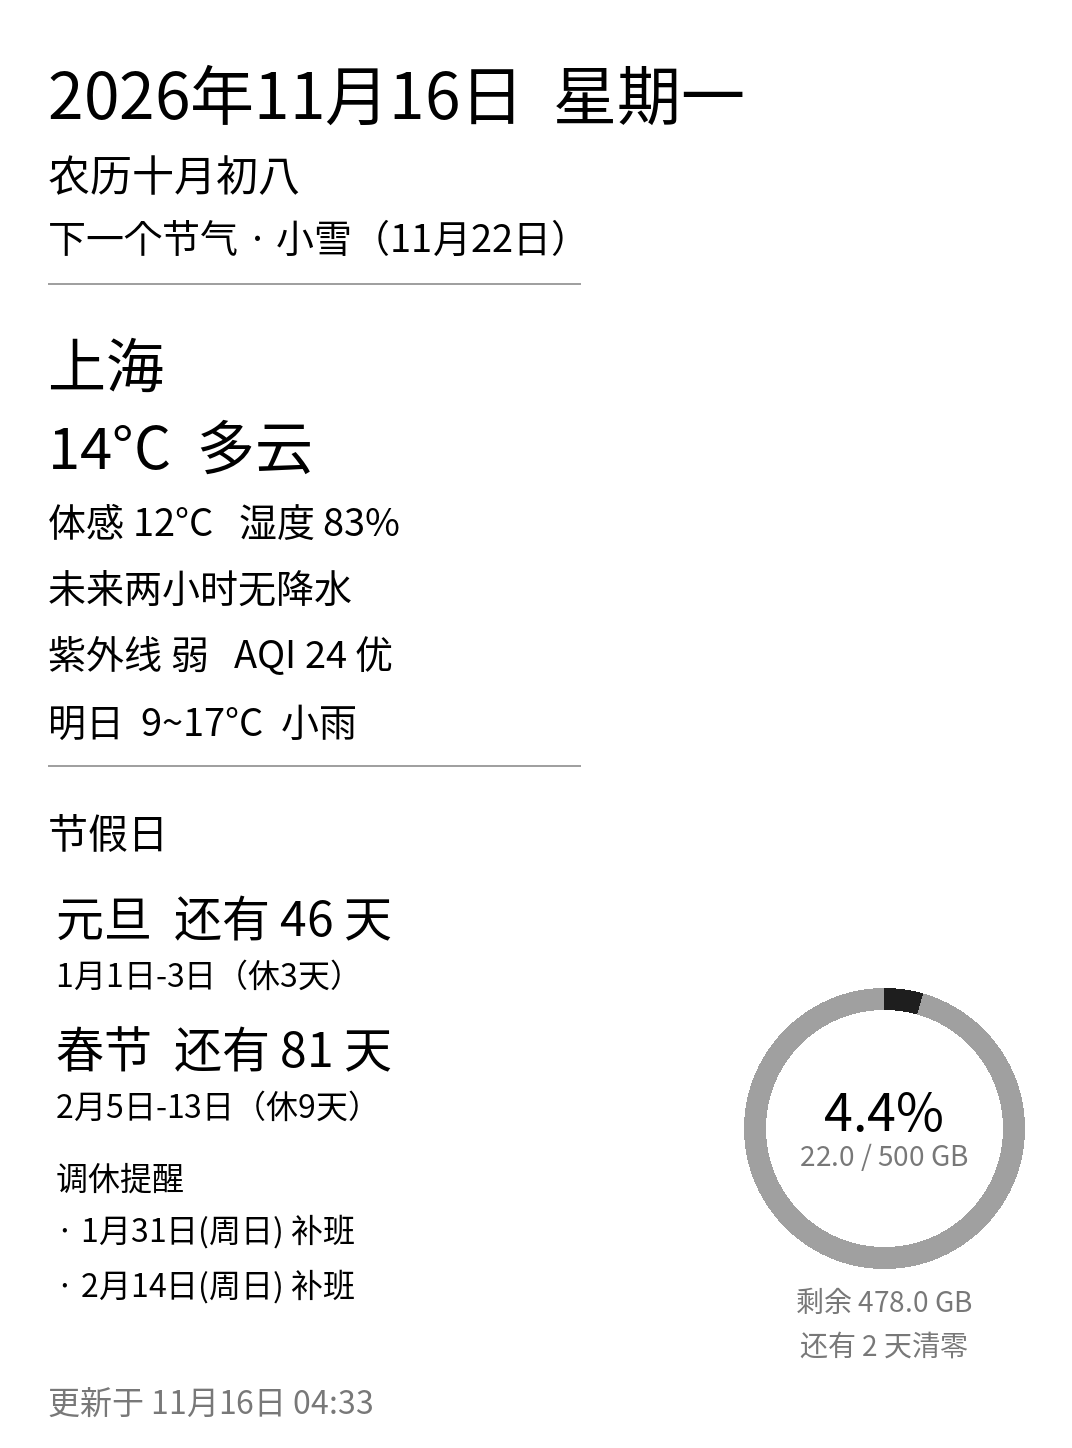 2026年11月16日 星期一
农历十月初八
下一个节气 · 小雪（11月22日）
上海
14°C 多云
体感 12°C 湿度 83%
未来两小时无降水
紫外线 弱 AQI 24 优
明日 9~17°C 小雨
节假日
元旦 还有 46 天
1月1日-3日（休3天）
春节 还有 81 天
2月5日-13日（休9天）
调休提醒
· 1月31日(周日) 补班
· 2月14日(周日) 补班
4.4%
22.0 / 500 GB
剩余 478.0 GB
还有 2 天清零
更新于 11月16日 04:33